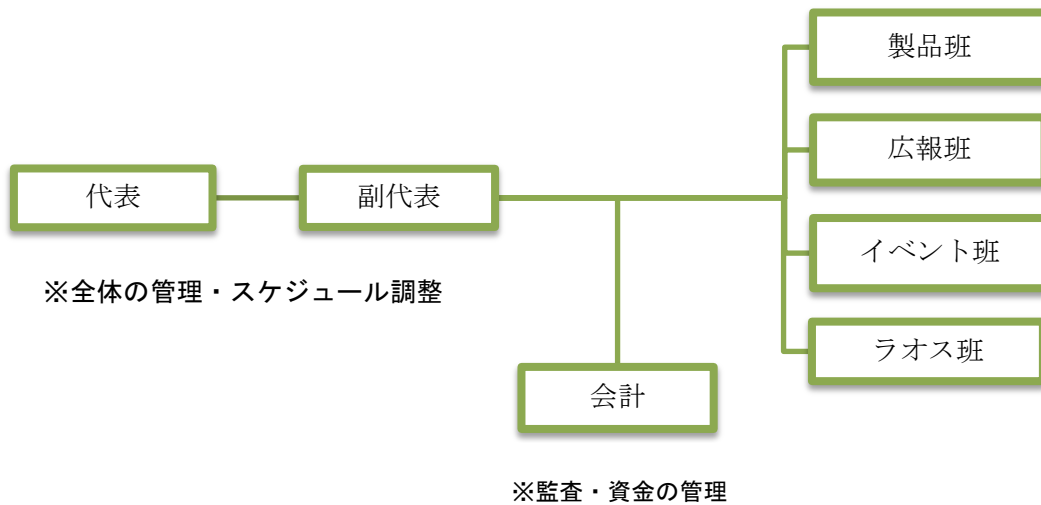 製品班
広報班
代表
副代表
イベント班
※全体の管理・スケジュール調整
ラオス班
会計
※監査・資金の管理